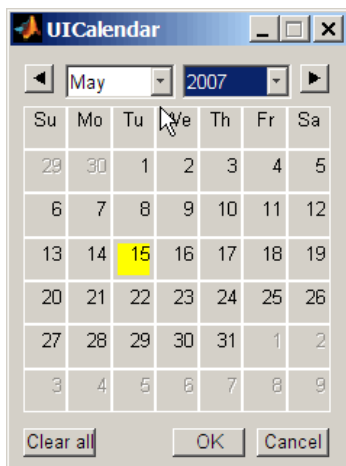 UICalendar
May 2007
Su Mo Tu We Th Fr Sa
29 30 1 2 3 4 5
6 7 8 9 10 11 12
13 14 15 16 17 18 19
20 21 22 23 24 25 26
27 28 29 30 31 1 2
3 4 5 6 7 8 9
Clear all OK Cancel